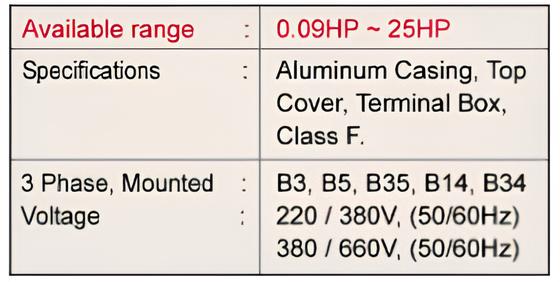 Available range : 0.09HP ~ 25HP
Specifications : Aluminum Casing, Top
Cover, Terminal Box,
Class F.
3 Phase, Mounted : B3, B5, B35, B14, B34
Voltage : 220 / 380V, (50/60Hz)
380 / 660V, (50/60Hz)